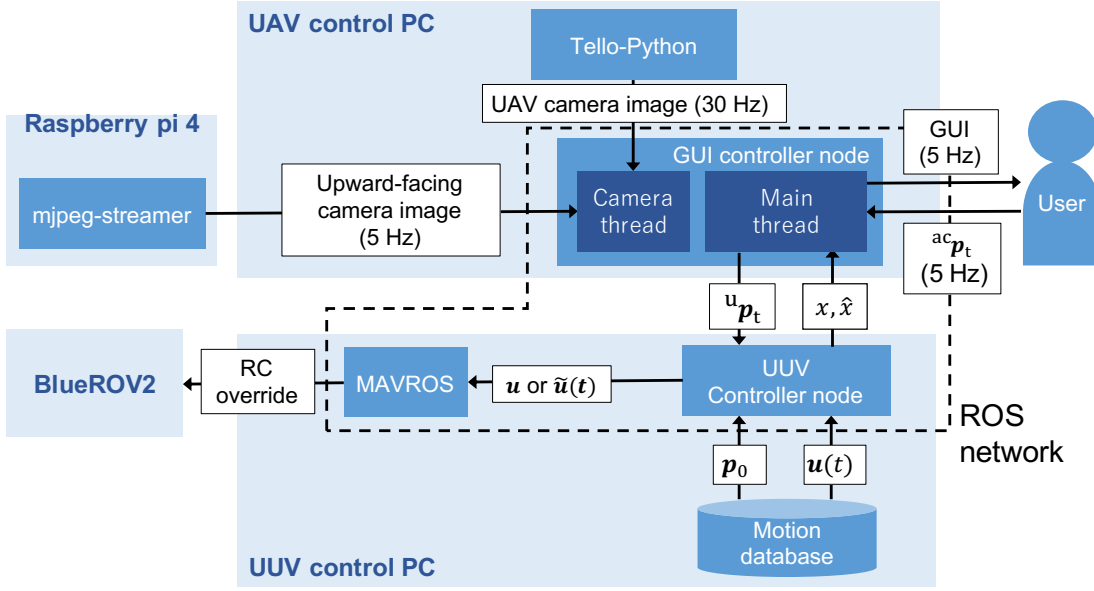 UAV control PC
Tello-Python
UAV camera image (30 Hz)
Raspberry pi 4
mjpeg-streamer
Upward-facing
camera image
(5 Hz)
GUI controller node
Camera
thread
Main
thread
GUI
(5 Hz)
User
ᵃᶜ𝒑ₜ
(5 Hz)
ᵘ𝒑ₜ
x, x̂
BlueROV2
RC
override
MAVROS
𝒖 or 𝒖̃(𝒕)
UUV
Controller node
ROS
network
𝒑₀
𝒖(t)
Motion
database
UUV control PC